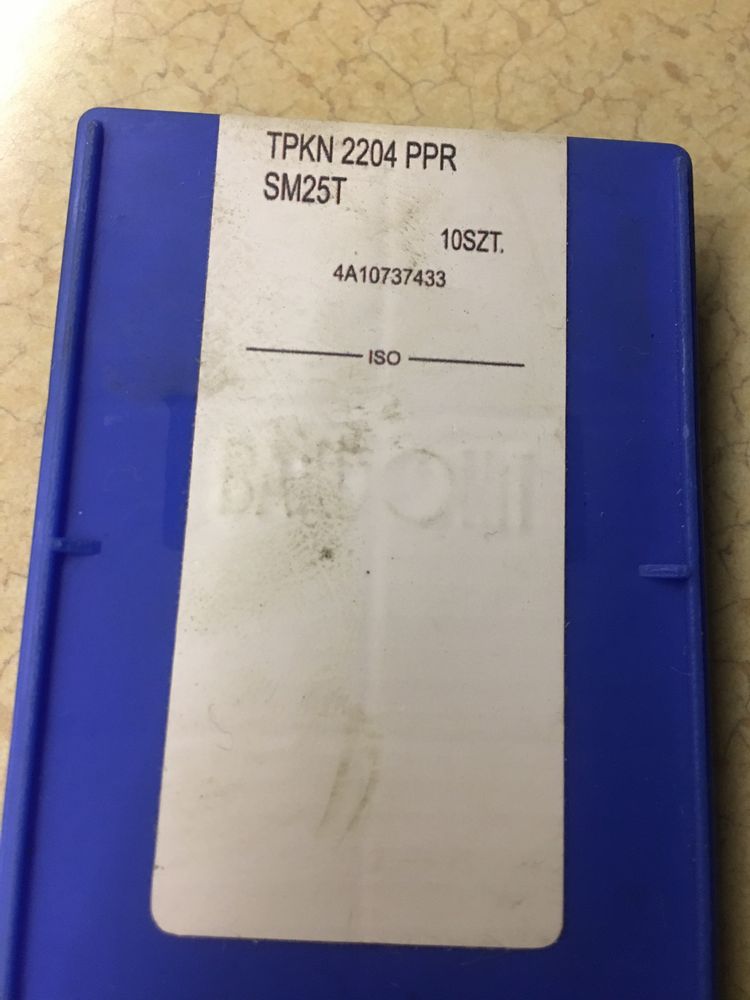 TPKN 2204 PPR
SM25T
10SZT.
4A10737433
ISO